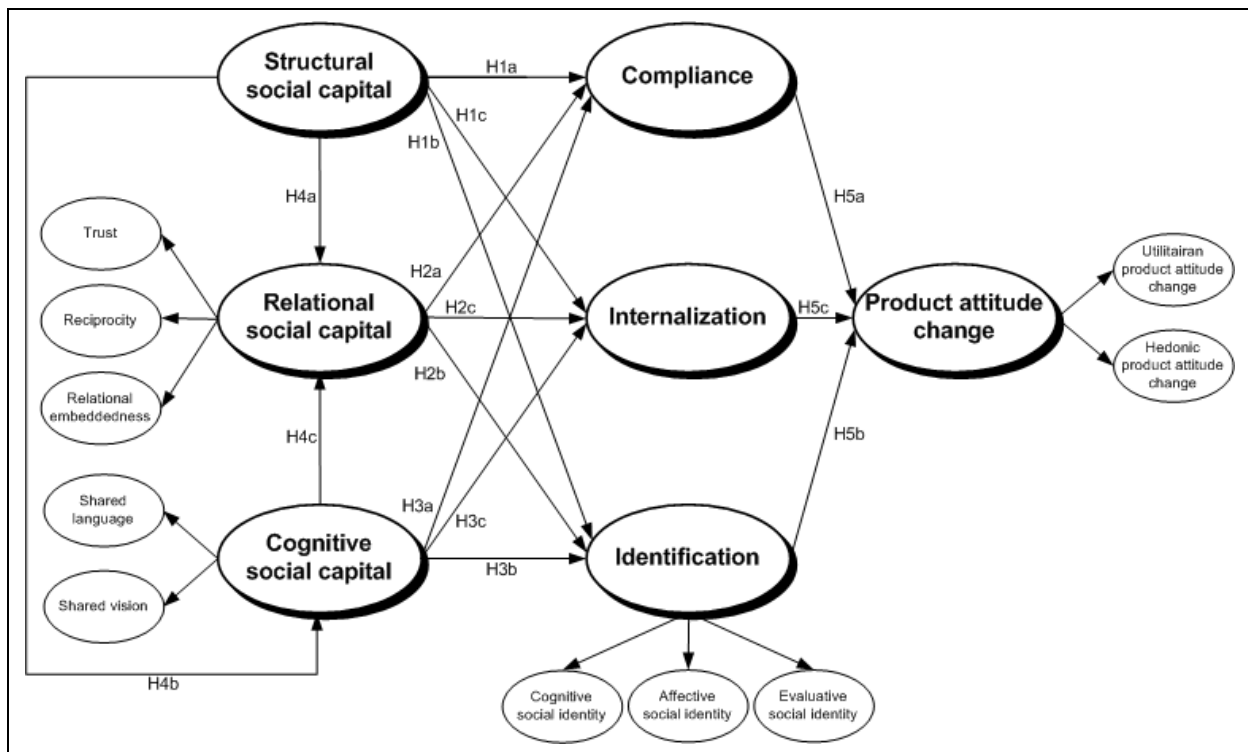 Structural
social capital
H1a
Compliance
H1c
H1b
H4a
H5a
Trust
Utilitairan
product attitude
change
H2a
Relational
social capital
Reciprocity
H2c
Internalization
H5c
Product attitude
change
Hedonic
product attitude
change
H2b
Relational
embeddedness
H4c
H5b
Shared
language
H3a
H3c
Cognitive
social capital
H3b
Identification
Shared vision
H4b
Cognitive
social identity
Affective
social identity
Evaluative
social identity